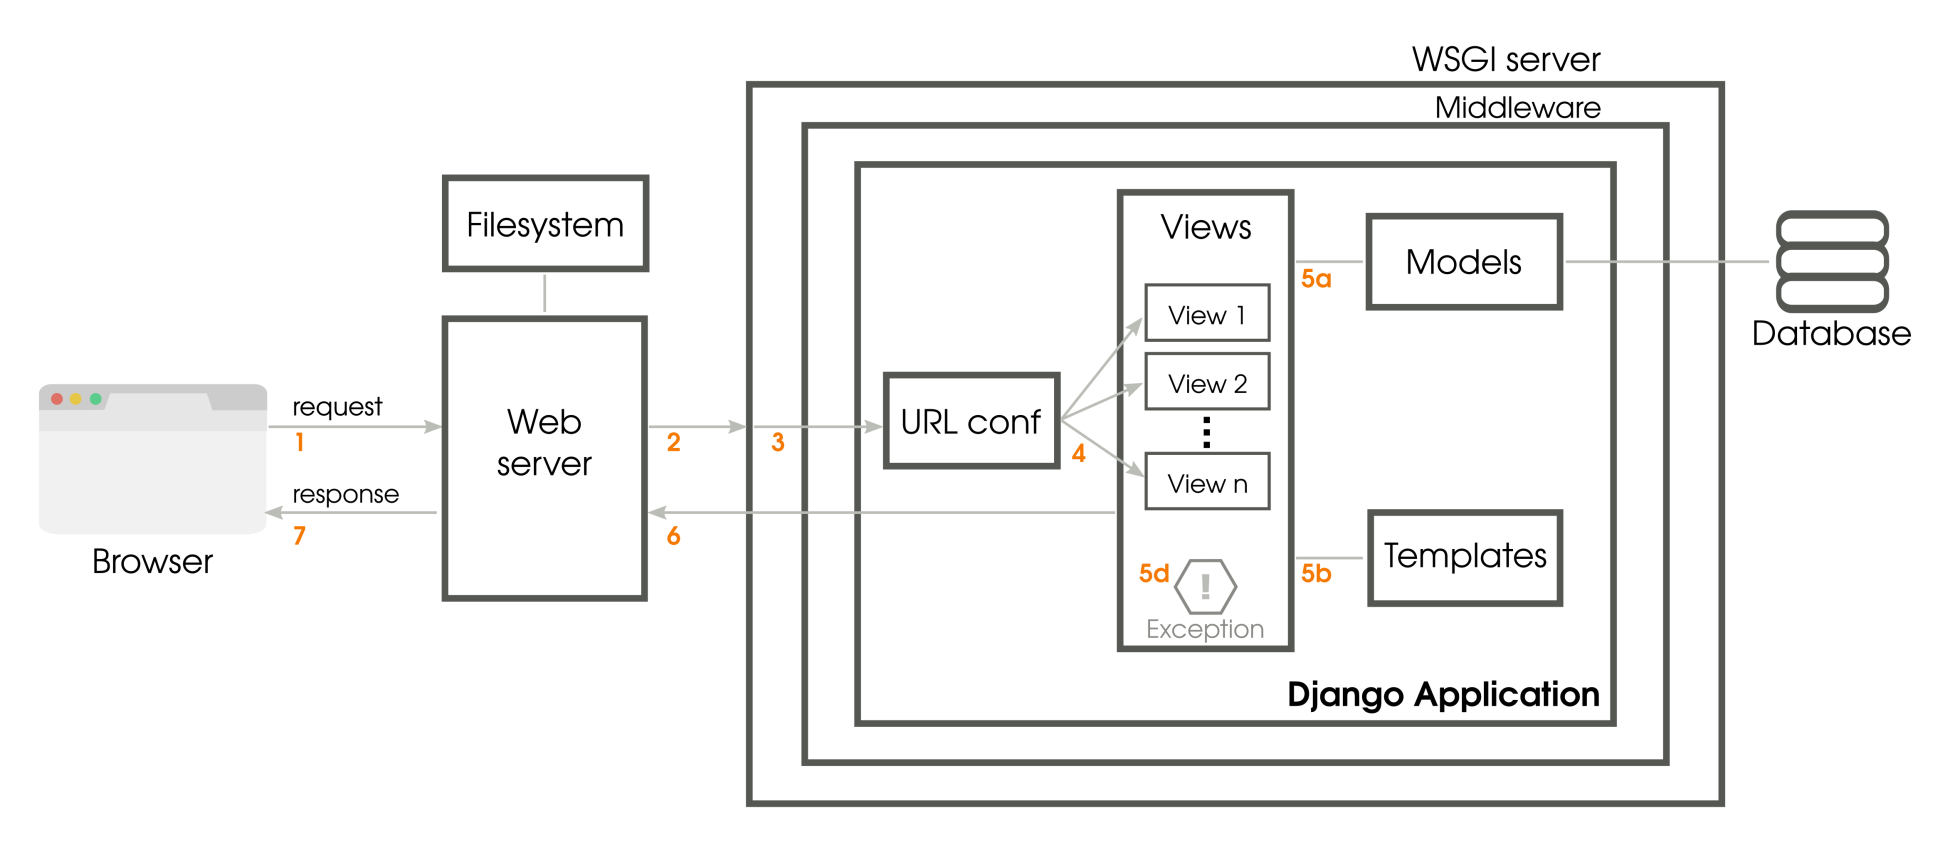 WSGI server
Middleware
Filesystem
Views
Models
5a
View 1
Database
View 2
request
1
Web
server
2
3
URL conf
4
View n
response
7
6
Browser
Templates
5d
!
5b
Exception
Django Application